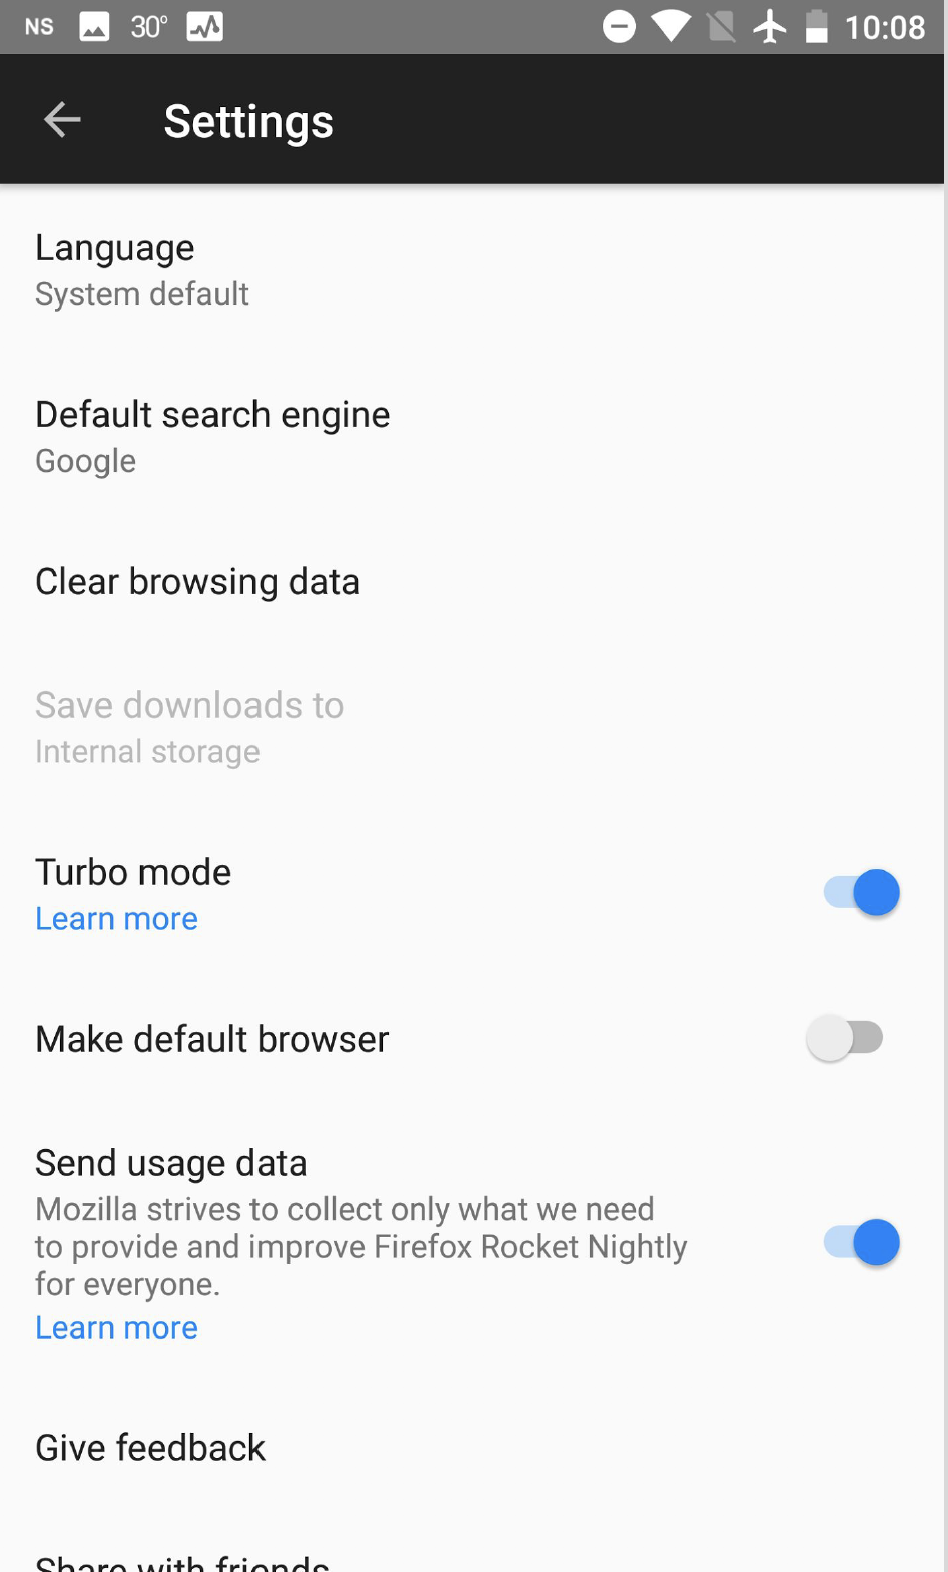 NS 30° 10:08
Settings
Language
System default
Default search engine
Google
Clear browsing data
Save downloads to
Internal storage
Turbo mode
Learn more
Make default browser
Send usage data
Mozilla strives to collect only what we need
to provide and improve Firefox Rocket Nightly
for everyone.
Learn more
Give feedback
Share with friends